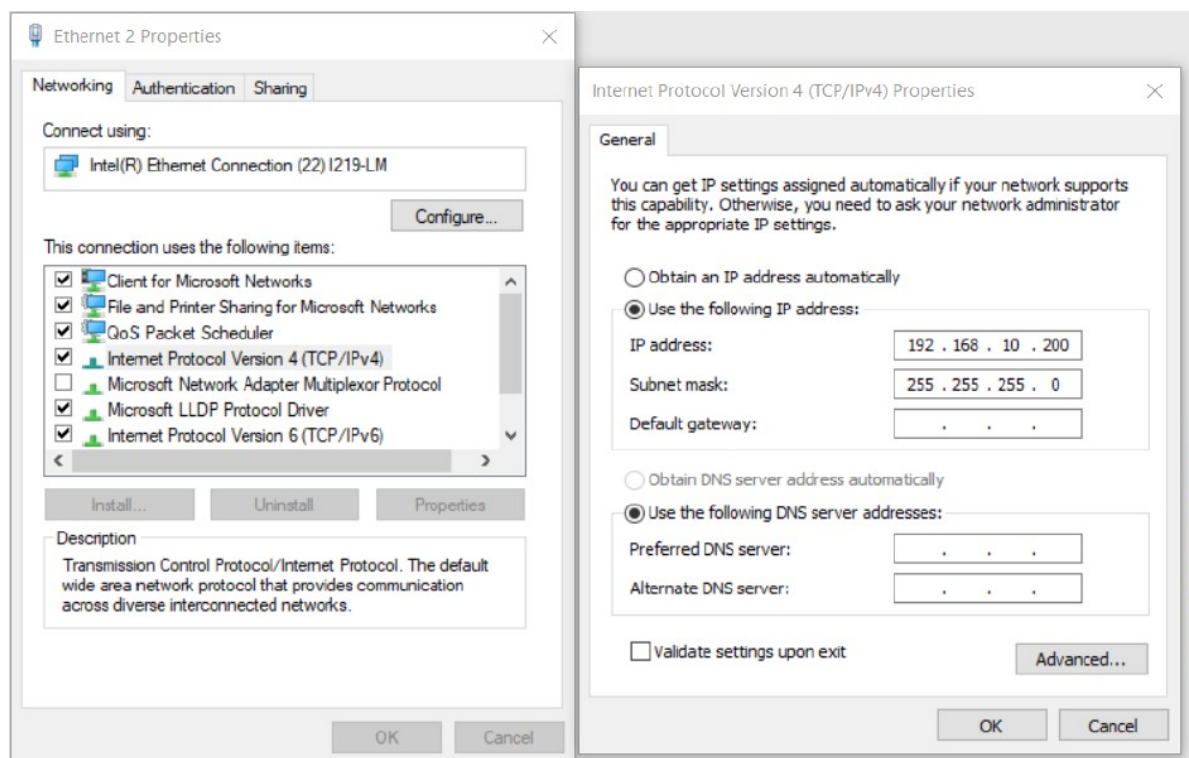 Ethernet 2 Properties
Networking Authentication Sharing
Connect using:
Intel(R) Ethernet Connection (22) I219-LM
Configure...
This connection uses the following items:
Client for Microsoft Networks
File and Printer Sharing for Microsoft Networks
QoS Packet Scheduler
Internet Protocol Version 4 (TCP/IPv4)
Microsoft Network Adapter Multiplexor Protocol
Microsoft LLDP Protocol Driver
Internet Protocol Version 6 (TCP/IPv6)
Install... Uninstall Properties
Description
Transmission Control Protocol/Internet Protocol. The default
wide area network protocol that provides communication
across diverse interconnected networks.
OK Cancel
Internet Protocol Version 4 (TCP/IPv4) Properties
General
You can get IP settings assigned automatically if your network supports
this capability. Otherwise, you need to ask your network administrator
for the appropriate IP settings.
Obtain an IP address automatically
Use the following IP address:
IP address: 192 . 168 . 10 . 200
Subnet mask: 255 . 255 . 255 . 0
Default gateway: . . .
Obtain DNS server address automatically
Use the following DNS server addresses:
Preferred DNS server: . . .
Alternate DNS server: . . .
Validate settings upon exit
Advanced...
OK Cancel